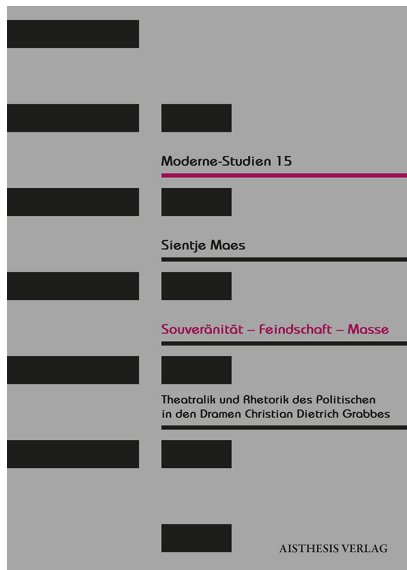 Moderne-Studien 15
Sientje Maes
Souveränität – Feindschaft – Masse
Theatralik und Rhetorik des Politischen
in den Dramen Christian Dietrich Grabbes
AISTHESIS VERLAG